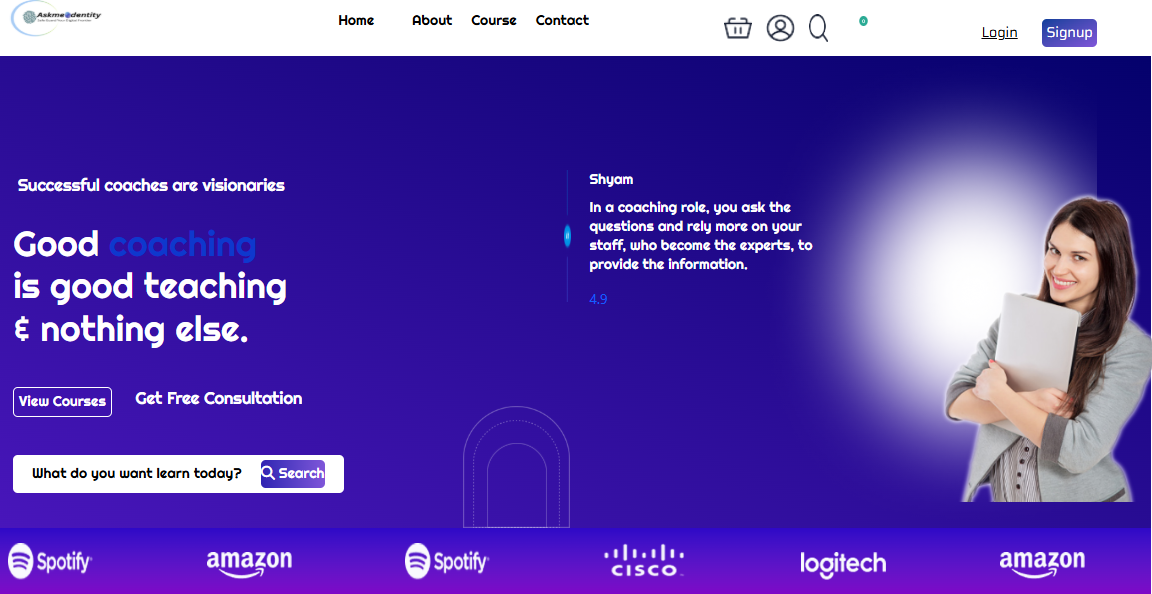 Askmeidentity
Home About Course Contact
0
Login
Signup
Successful coaches are visionaries
Good coaching
is good teaching
& nothing else.
View Courses
Get Free Consultation
What do you want learn today?
Search
Shyam
In a coaching role, you ask the
questions and rely more on your
staff, who become the experts, to
provide the information.
4.9
Spotify
amazon
Spotify
CISCO
logitech
amazon